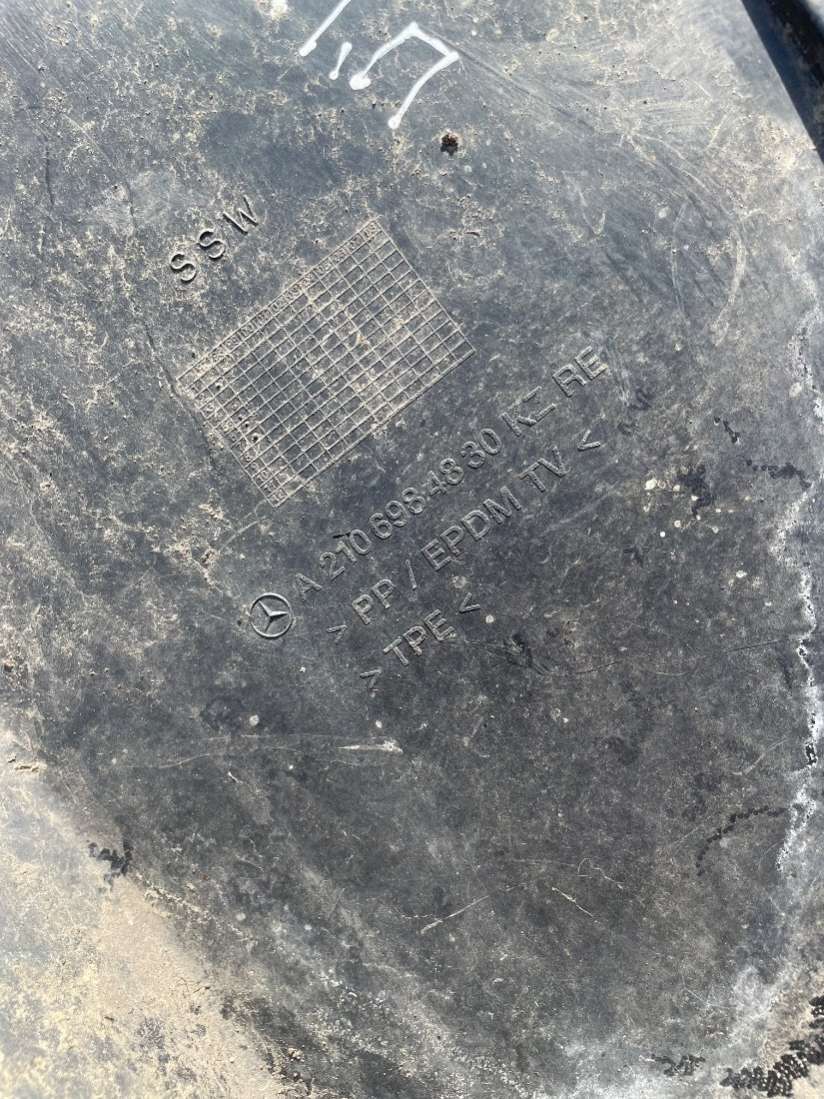 SSW
A 210 698 48 30 KZ RE
> PP / EPDM TV <
> TPE <